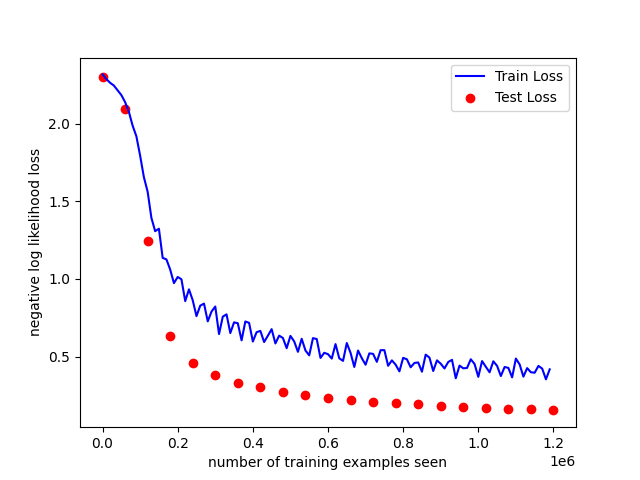 Train Loss
Test Loss
2.0
1.5
1.0
0.5
negative log likelihood loss
0.0
0.2
0.4
0.6
0.8
1.0
1.2
1e6
number of training examples seen